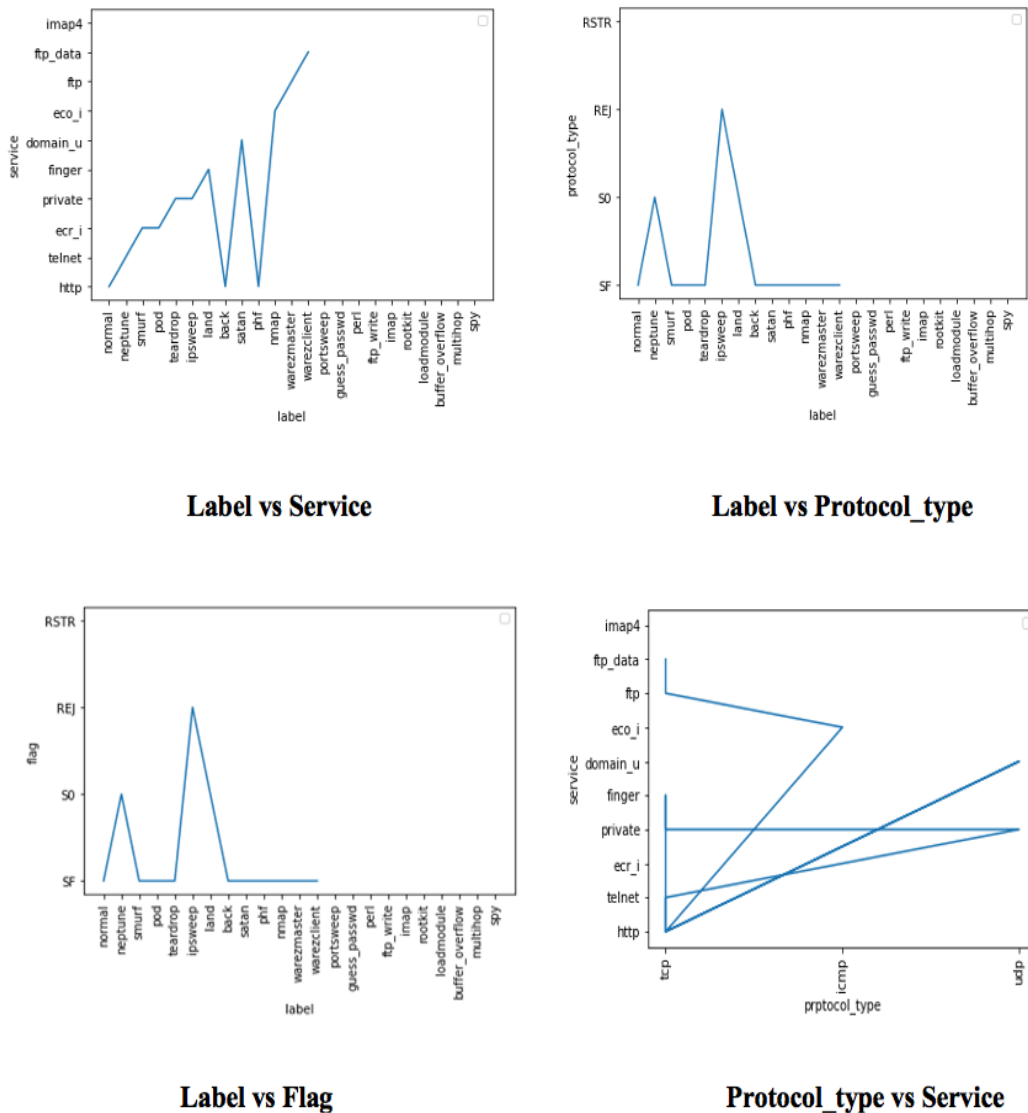 imap4
ftp_data
ftp
eco_i
domain_u
finger
private
ecr_i
telnet
http
service
normal
neptune
smurf
pod
teardrop
ipsweep
land
back
satan
phf
nmap
warezmaster
warezclient
portsweep
guess_passwd
perl
ftp_write
imap
rootkit
loadmodule
buffer_overflow
multihop
spy
label
Label vs Service
RSTR
REJ
S0
SF
protocol_type
normal
neptune
smurf
pod
teardrop
ipsweep
land
back
satan
phf
nmap
warezmaster
warezclient
portsweep
guess_passwd
perl
ftp_write
imap
rootkit
loadmodule
buffer_overflow
multihop
spy
label
Label vs Protocol_type
RSTR
REJ
S0
SF
flag
normal
neptune
smurf
pod
teardrop
ipsweep
land
back
satan
phf
nmap
warezmaster
warezclient
portsweep
guess_passwd
perl
ftp_write
imap
rootkit
loadmodule
buffer_overflow
multihop
spy
label
Label vs Flag
imap4
ftp_data
ftp
eco_i
domain_u
finger
private
ecr_i
telnet
http
service
tcp
icmp
udp
prptocol_type
Protocol_type vs Service